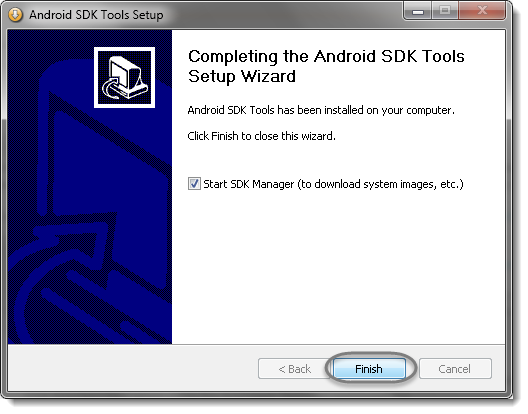 Android SDK Tools Setup
Completing the Android SDK Tools
Setup Wizard
Android SDK Tools has been installed on your computer.
Click Finish to close this wizard.
Start SDK Manager (to download system images, etc.)
< Back
Finish
Cancel